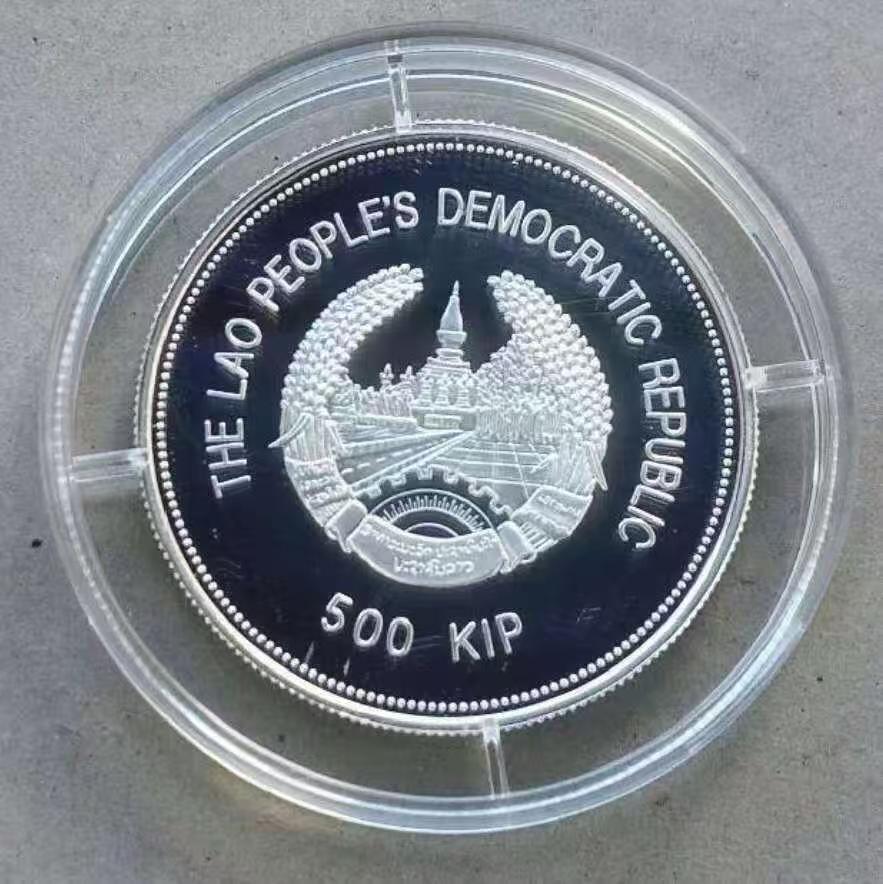 THE LAO PEOPLE'S DEMOCRATIC REPUBLIC
500 KIP